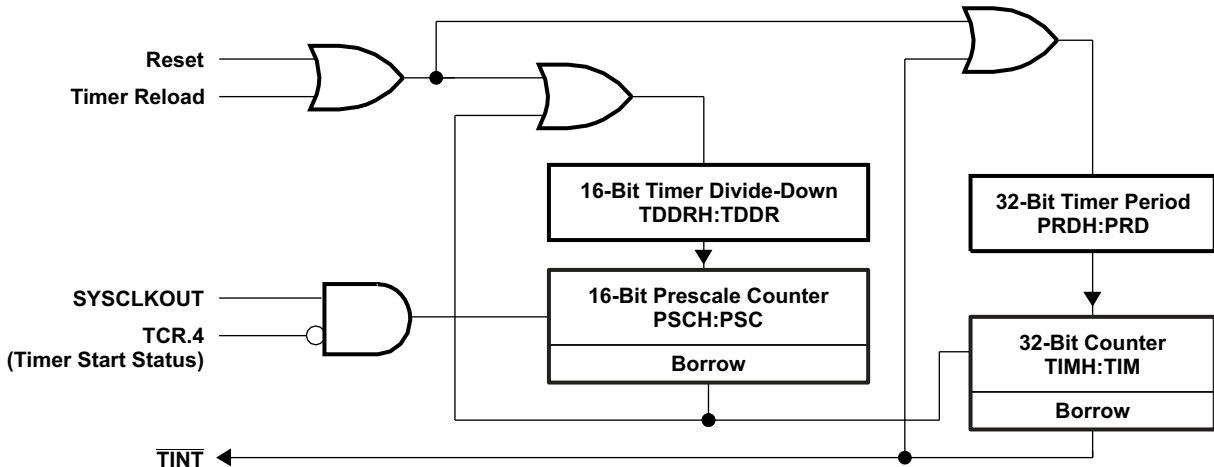 Reset
Timer Reload
16-Bit Timer Divide-Down
TDDRH:TDDR
32-Bit Timer Period
PRDH:PRD
SYSCLKOUT
TCR.4
(Timer Start Status)
16-Bit Prescale Counter
PSCH:PSC
Borrow
32-Bit Counter
TIMH:TIM
Borrow
TINT